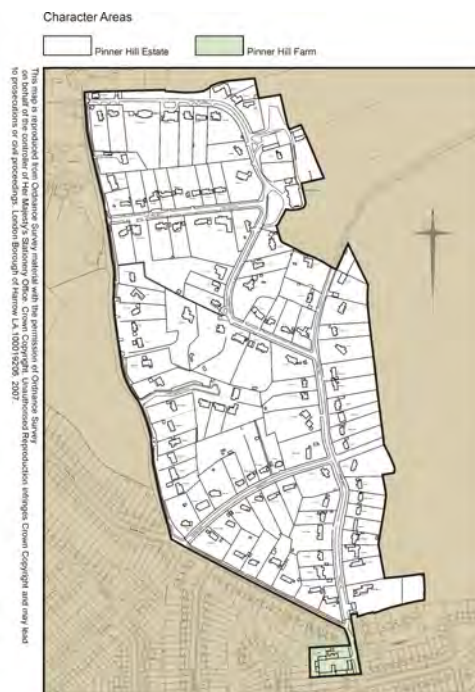 Character Areas
Pinner Hill Estate
Pinner Hill Farm
This map is reproduced from Ordnance Survey material with the permission of Ordnance Survey
on behalf of the controller of Her Majesty's Stationery Office. Crown Copyright. Unauthorised Reproduction infringes Crown Copyright and may lead
to prosecutions or civil proceedings. London Borough of Harrow LA.100019206. 2007.